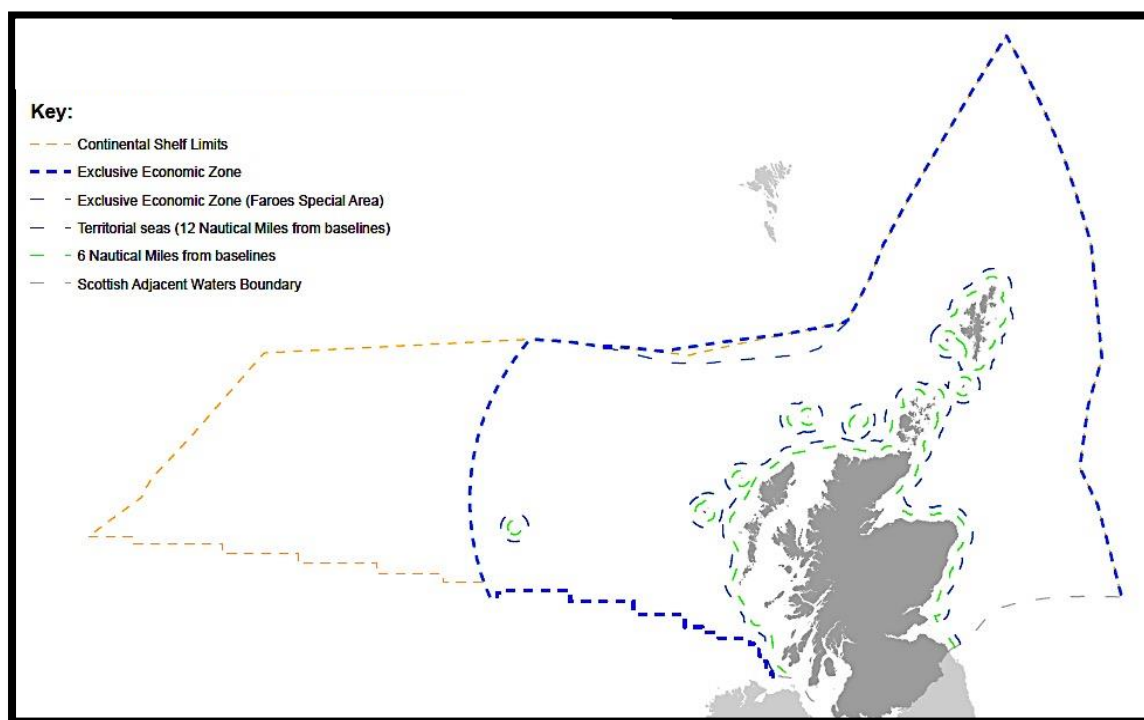 Key:
Continental Shelf Limits
Exclusive Economic Zone
Exclusive Economic Zone (Faroes Special Area)
Territorial seas (12 Nautical Miles from baselines)
6 Nautical Miles from baselines
Scottish Adjacent Waters Boundary